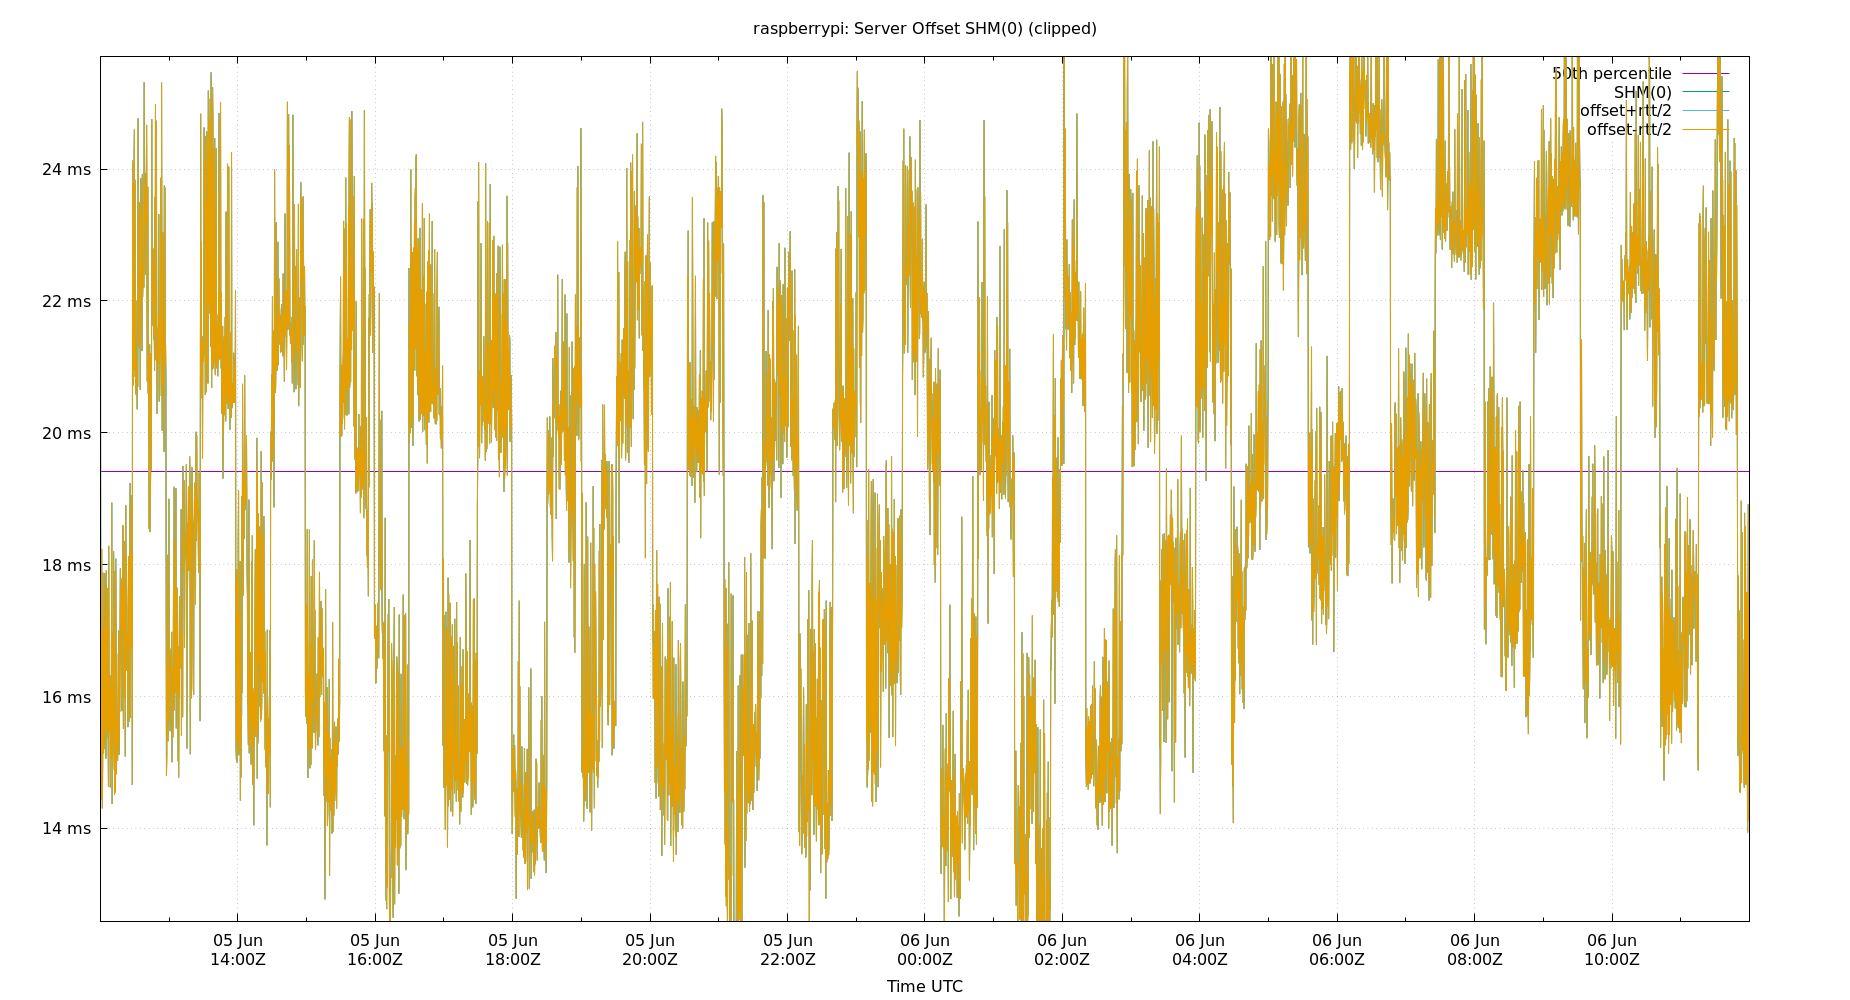 raspberrypi: Server Offset SHM(0) (clipped)
50th percentile
SHM(0)
offset+rtt/2
offset-rtt/2
24 ms
22 ms
20 ms
18 ms
16 ms
14 ms
05 Jun 05 Jun 05 Jun 05 Jun 05 Jun 06 Jun 06 Jun 06 Jun 06 Jun 06 Jun 06 Jun
14:00Z 16:00Z 18:00Z 20:00Z 22:00Z 00:00Z 02:00Z 04:00Z 06:00Z 08:00Z 10:00Z
Time UTC